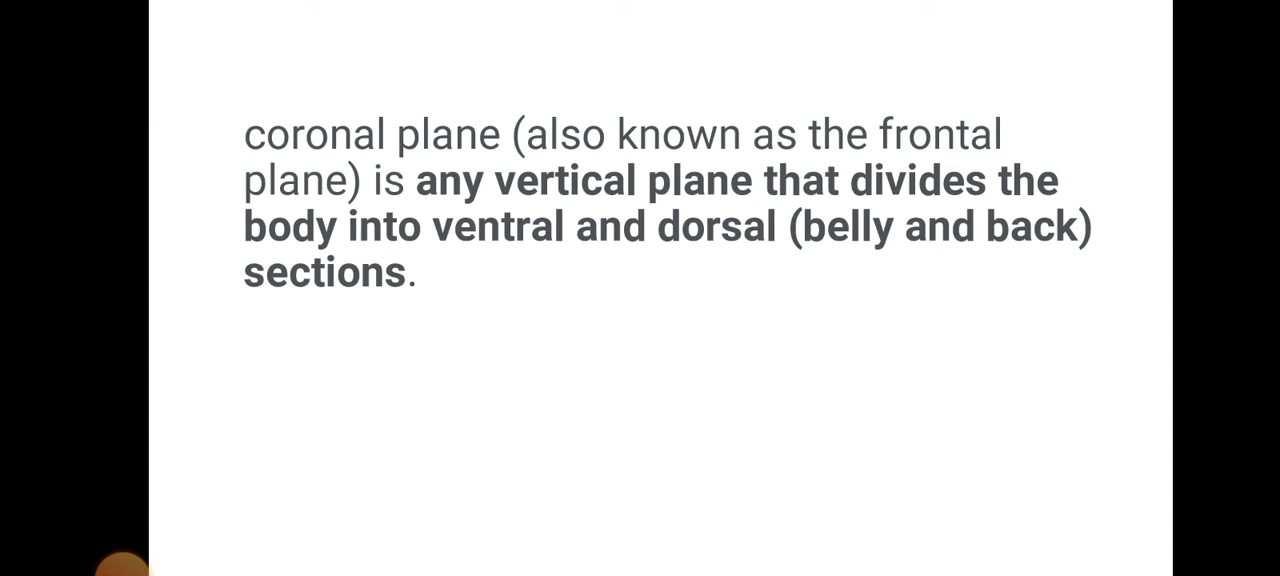 coronal plane (also known as the frontal
plane) is any vertical plane that divides the
body into ventral and dorsal (belly and back)
sections.